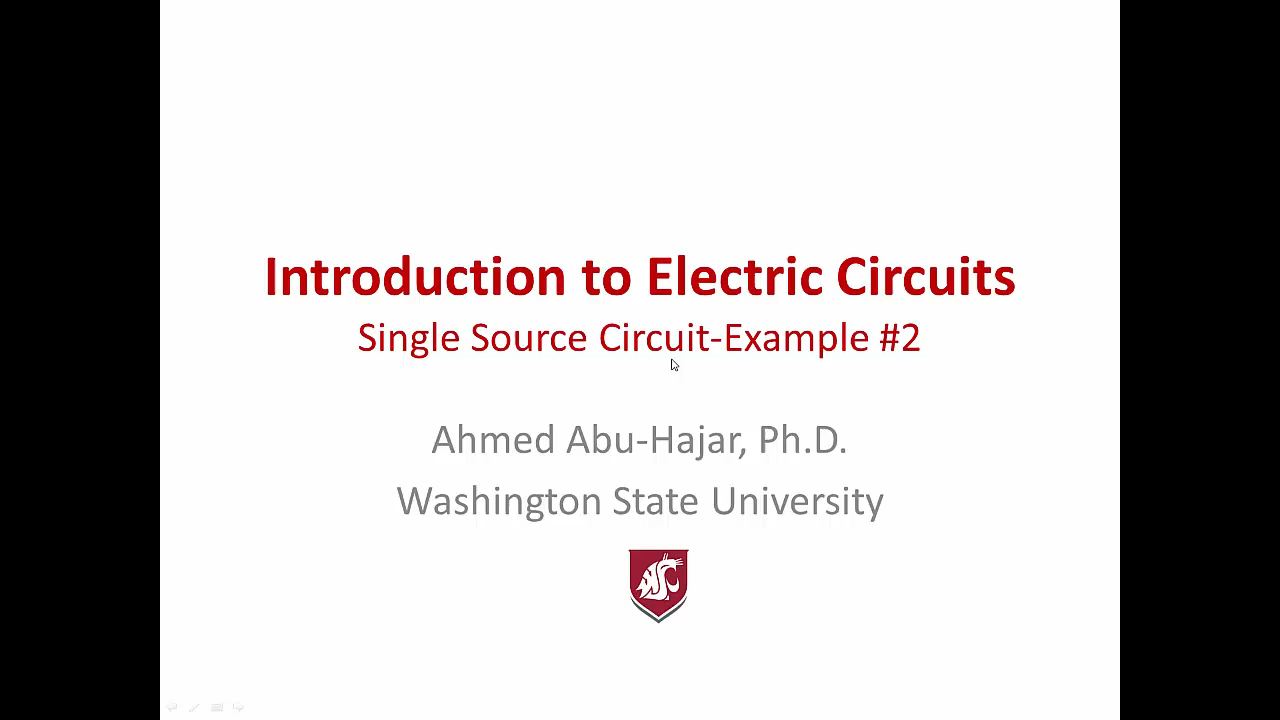 Introduction to Electric Circuits
Single Source Circuit-Example #2
Ahmed Abu-Hajar, Ph.D.
Washington State University